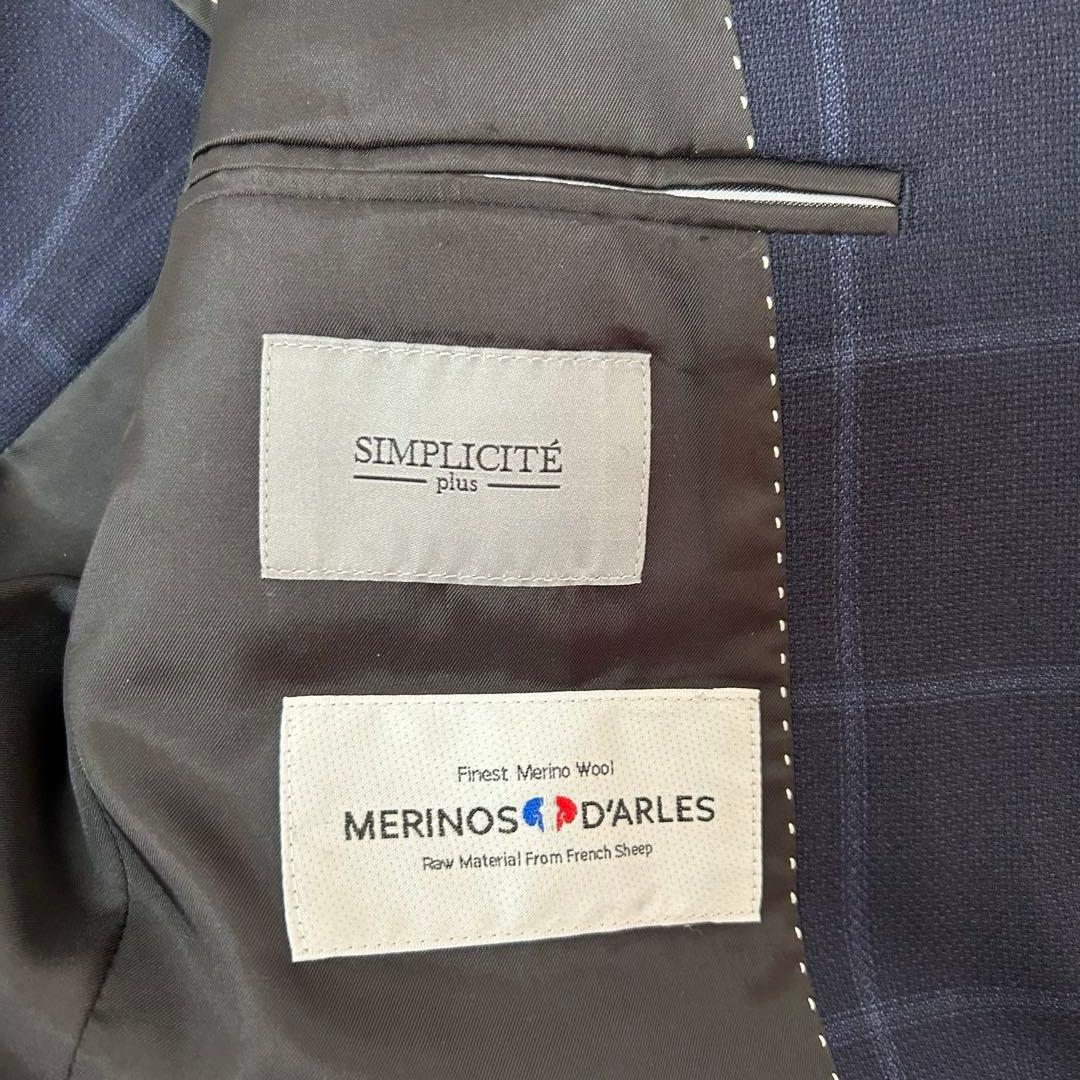 SIMPLICITÉ
plus
Finest Merino Wool
MERINOS D'ARLES
Raw Material From French Sheep